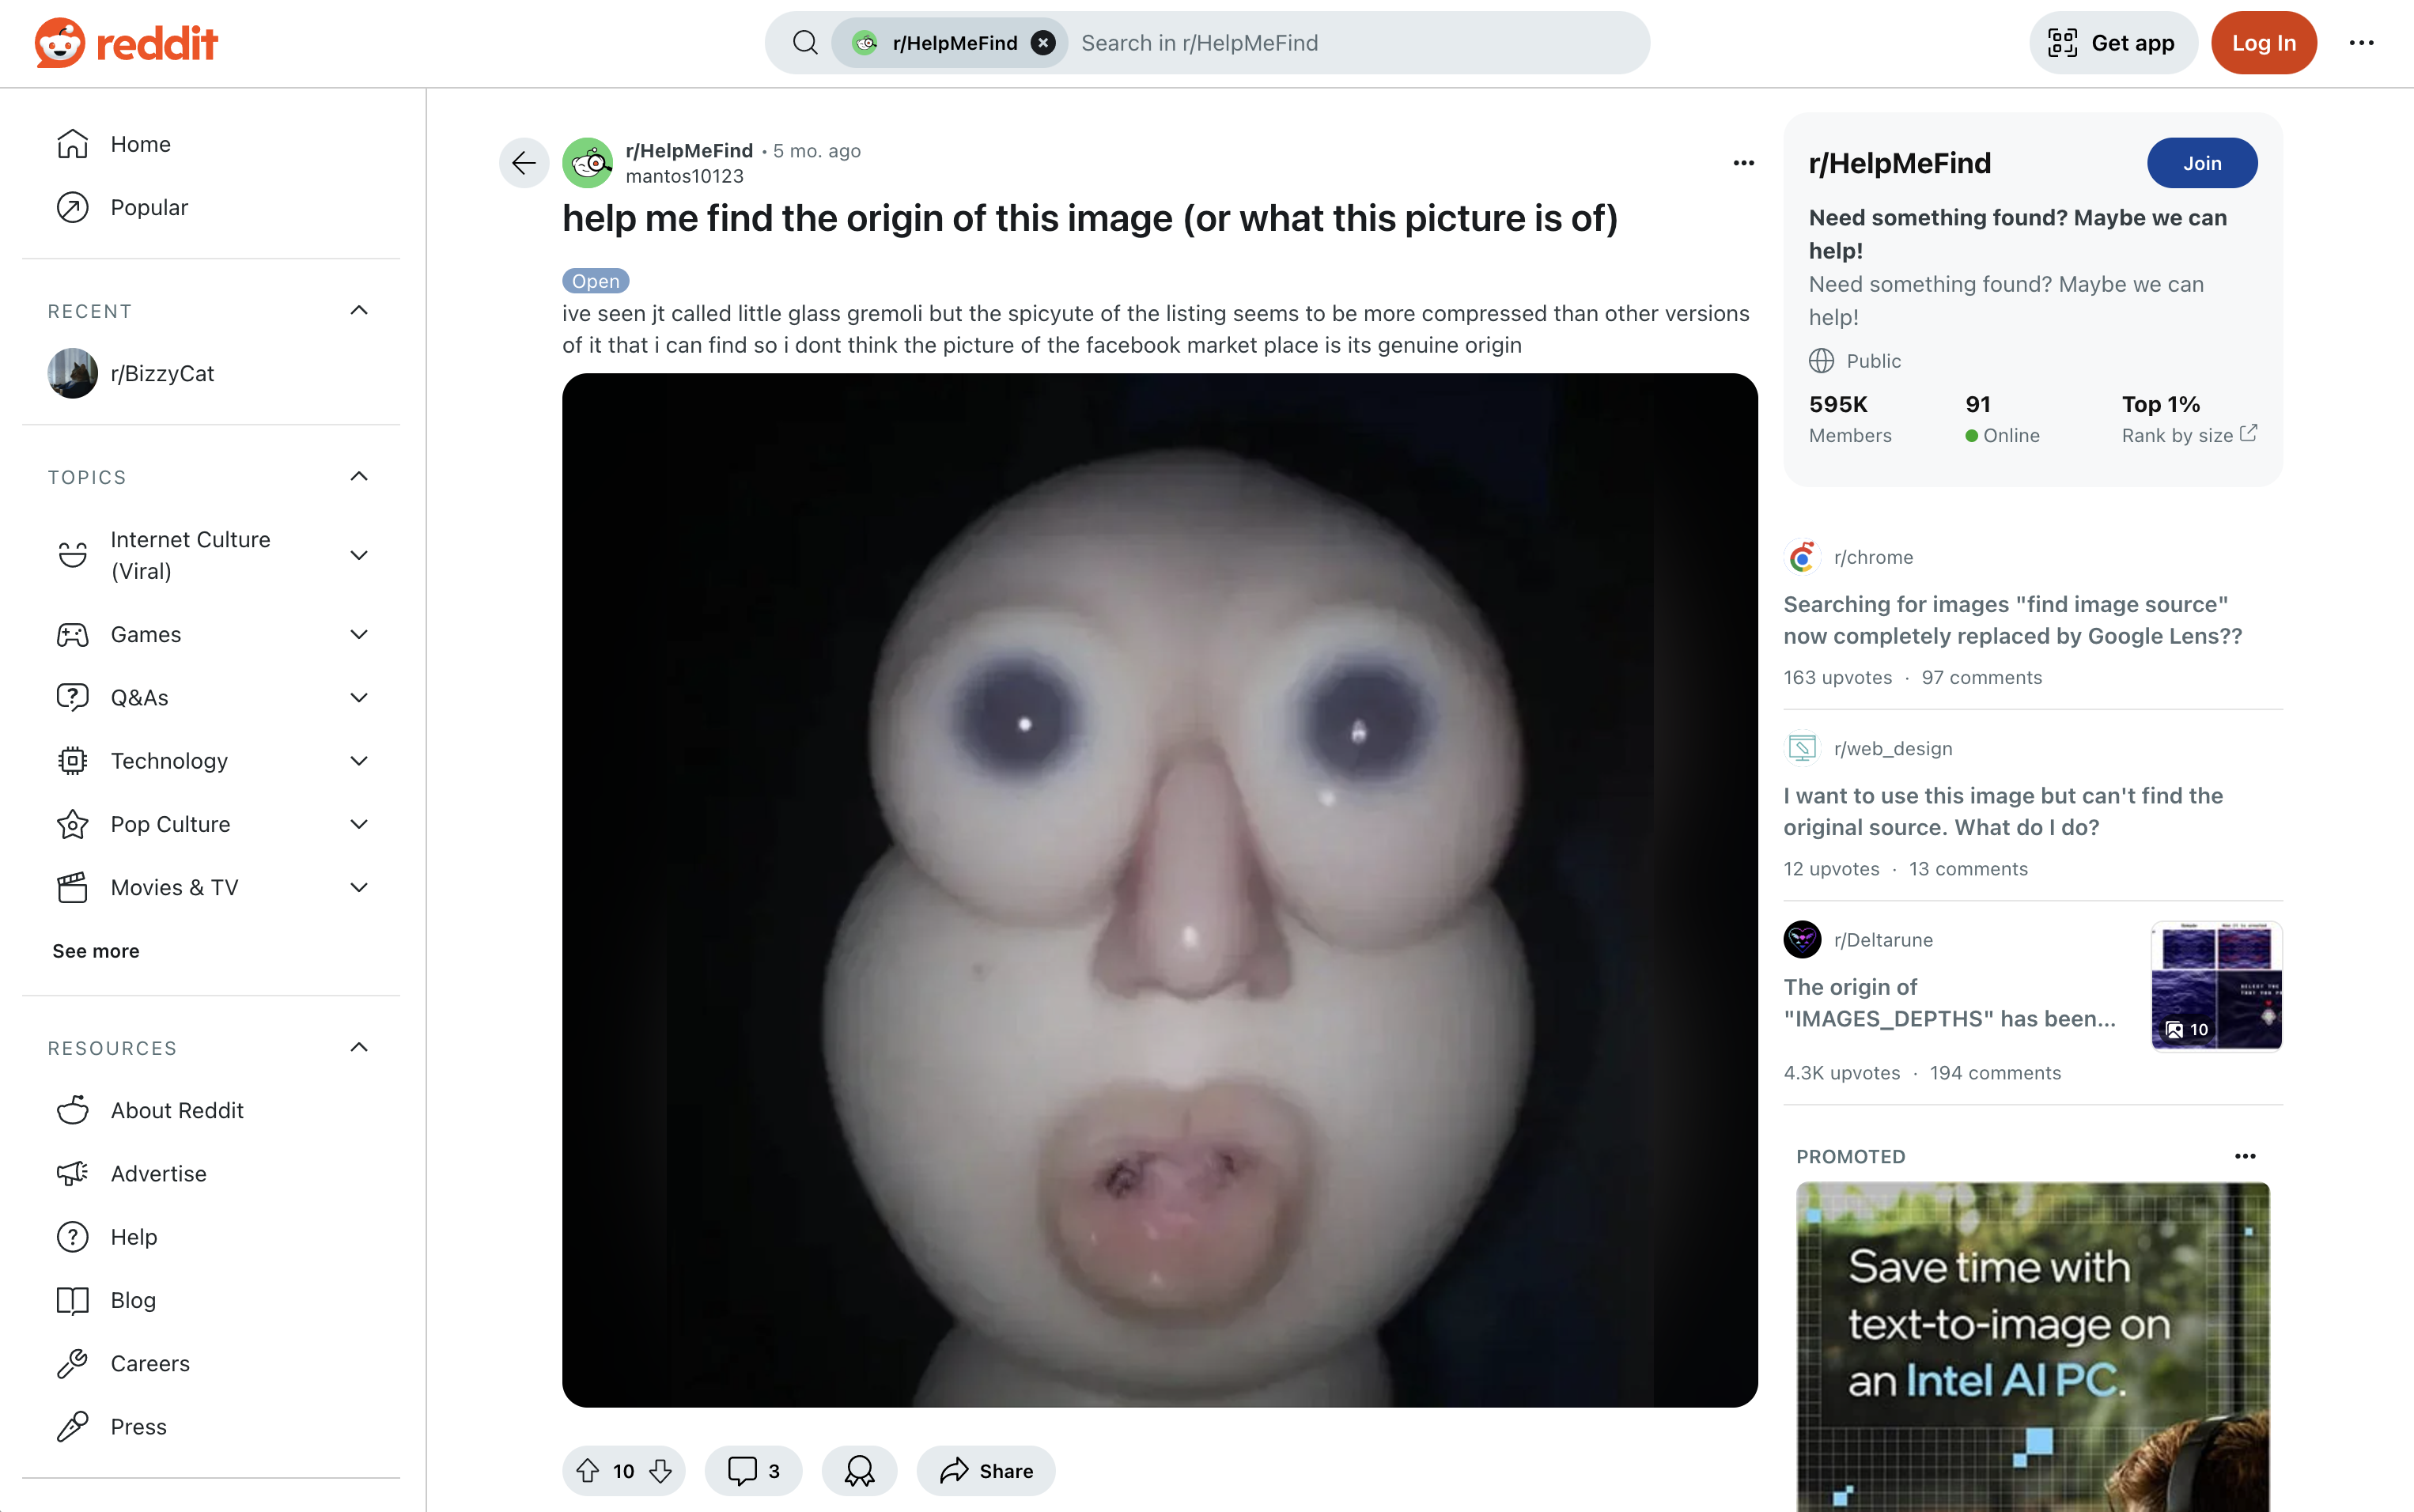 reddit
r/HelpMeFind
Search in r/HelpMeFind
Get app
Log In
Home
Popular
RECENT
r/BizzyCat
TOPICS
Internet Culture
(Viral)
Games
Q&As
Technology
Pop Culture
Movies & TV
See more
RESOURCES
About Reddit
Advertise
Help
Blog
Careers
Press
r/HelpMeFind • 5 mo. ago
mantos10123
help me find the origin of this image (or what this picture is of)
Open
ive seen jt called little glass gremoli but the spicyute of the listing seems to be more compressed than other versions
of it that i can find so i dont think the picture of the facebook market place is its genuine origin
10
3
Share
r/HelpMeFind
Join
Need something found? Maybe we can
help!
Need something found? Maybe we can
help!
Public
595K 91 Top 1%
Members Online Rank by size
r/chrome
Searching for images "find image source"
now completely replaced by Google Lens??
163 upvotes · 97 comments
r/web_design
I want to use this image but can't find the
original source. What do I do?
12 upvotes · 13 comments
r/Deltarune
The origin of
"IMAGES_DEPTHS" has been...
10
4.3K upvotes · 194 comments
PROMOTED
Save time with
text-to-image on
an Intel AI PC.